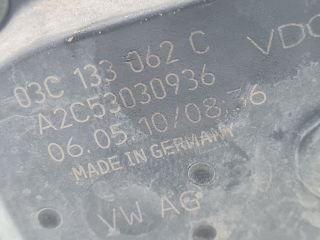 03C 133 062 C
VDO
A2C53030936
06.05.10/08:36
MADE IN GERMANY
VW AG